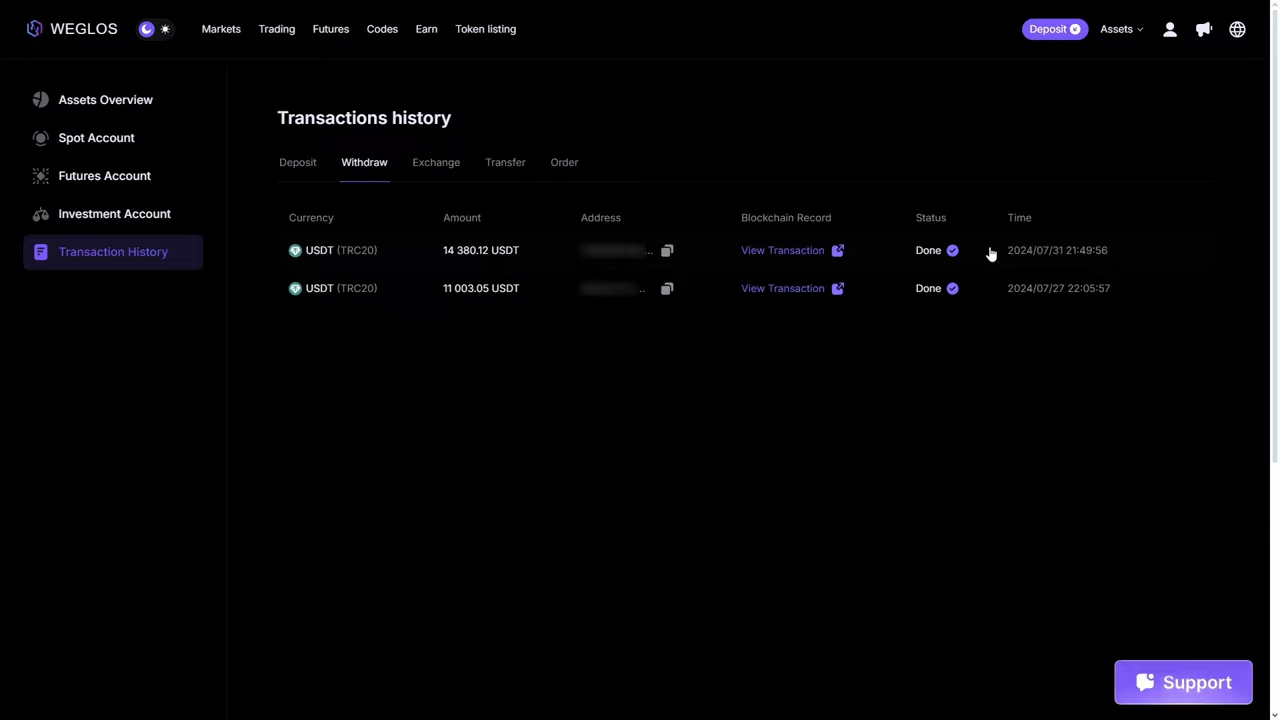 WEGLOS Markets Trading Futures Codes Earn Token listing Deposit Assets
Assets Overview
Spot Account
Futures Account
Investment Account
Transaction History
Transactions history
Deposit Withdraw Exchange Transfer Order
Currency Amount Address Blockchain Record Status Time
USDT (TRC20) 14 380.12 USDT ... View Transaction Done 2024/07/31 21:49:56
USDT (TRC20) 11 003.05 USDT .. View Transaction Done 2024/07/27 22:05:57
Support